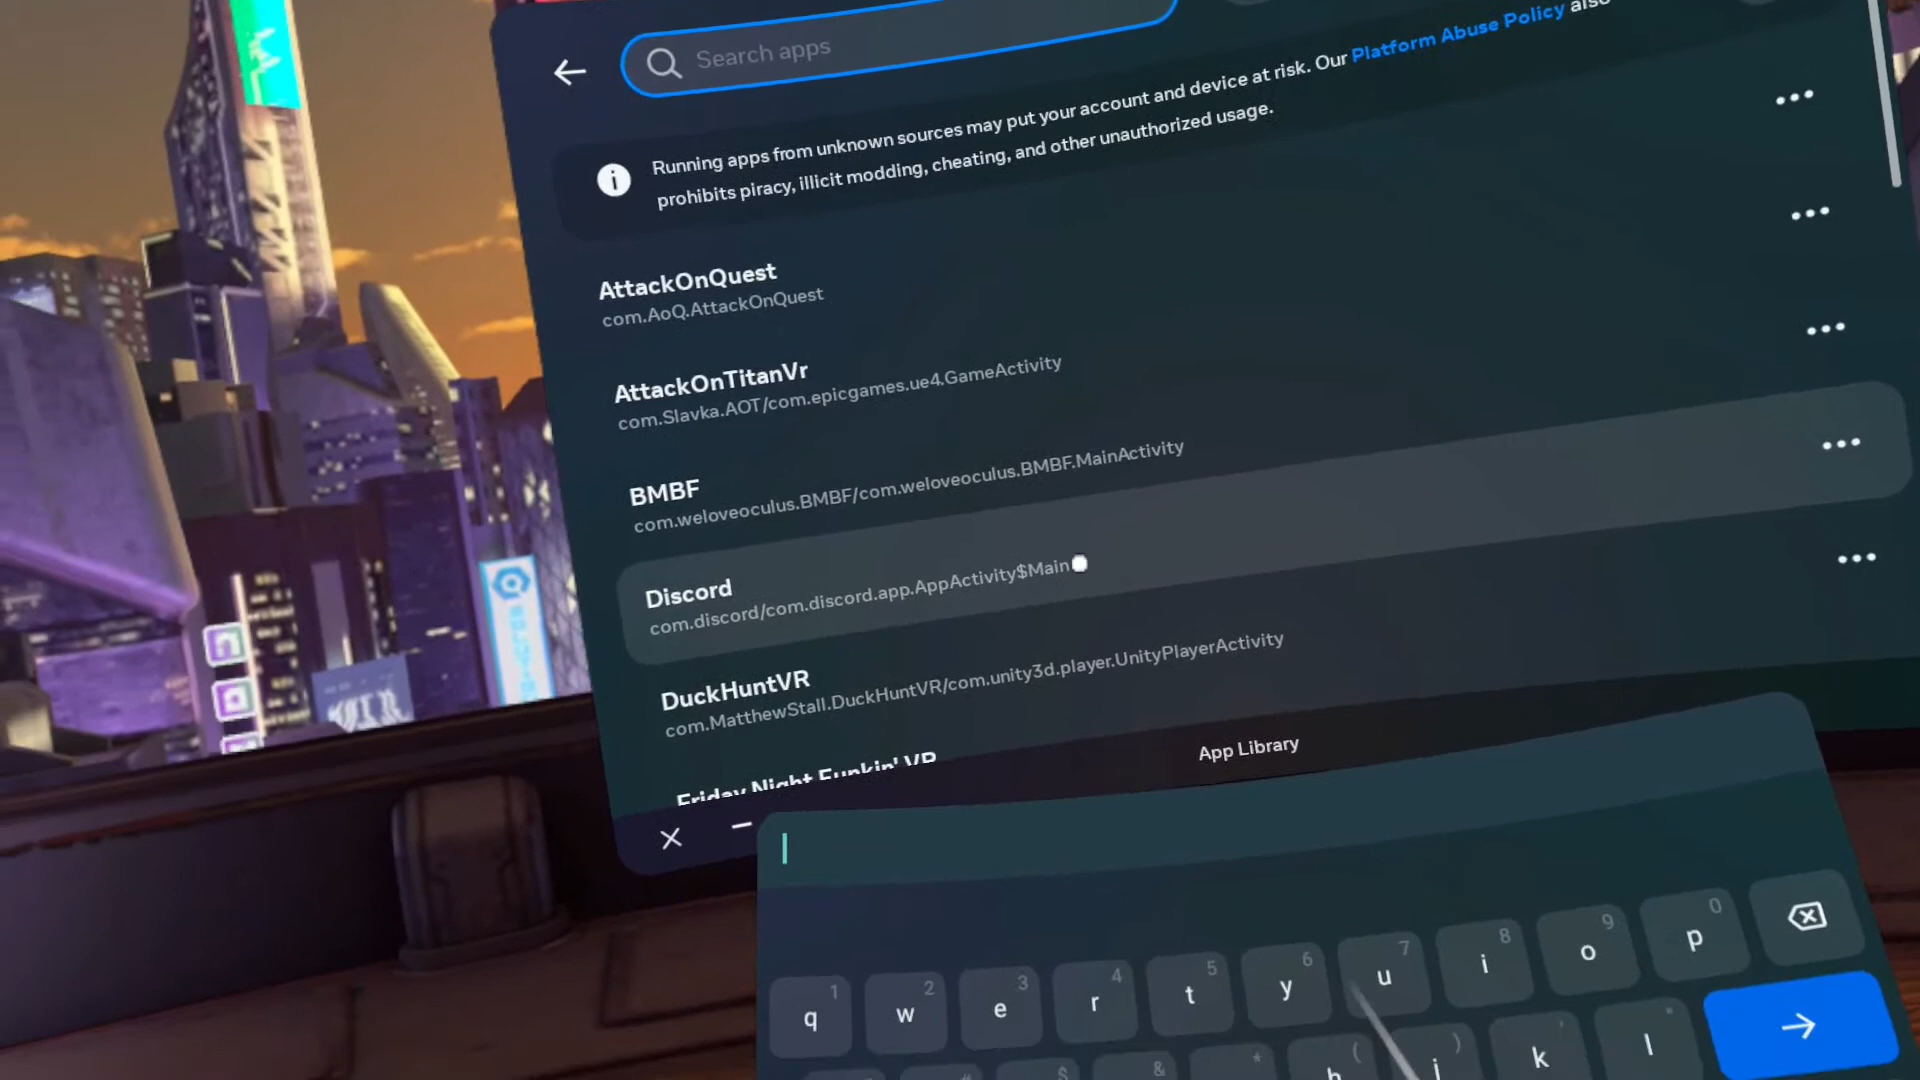 Search apps
Running apps from unknown sources may put your account and device at risk. Our Platform Abuse Policy also
prohibits piracy, illicit modding, cheating, and other unauthorized usage.
AttackOnQuest
com.AoQ.AttackOnQuest
AttackOnTitanVr
com.Slavka.AOT/com.epicgames.ue4.GameActivity
BMBF
com.weloveoculus.BMBF/com.weloveoculus.BMBF.MainActivity
Discord
com.discord/com.discord.app.AppActivity$Main
DuckHuntVR
com.MatthewStall.DuckHuntVR/com.unity3d.player.UnityPlayerActivity
Friday Night Funkin' VR
App Library
1 2 3 4 5 6 7 8 9 0
q w e r t y u i o p
h j k l